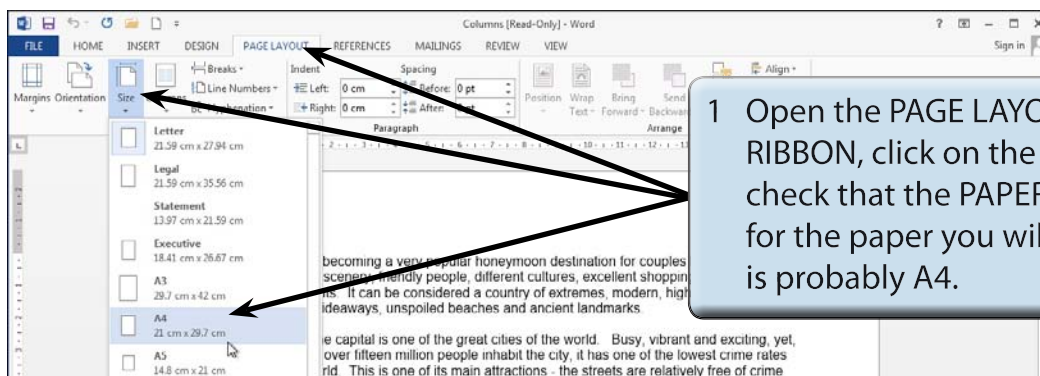 Columns [Read-Only] - Word
FILE HOME INSERT DESIGN PAGE LAYOUT REFERENCES MAILINGS REVIEW VIEW Sign in
Breaks Indent Spacing Align
Margins Orientation Size Line Numbers Left: 0 cm Before: 0 pt Position Wrap Bring Send
Right: 0 cm After: Text Forward
Paragraph Arrange
Letter
21.59 cm x 27.94 cm
Legal
21.59 cm x 35.56 cm
Statement
13.97 cm x 21.59 cm
Executive
18.41 cm x 26.67 cm
A3
29.7 cm x 42 cm
A4
21 cm x 29.7 cm
A5
14.8 cm x 21 cm
1 Open the PAGE LAYO
RIBBON, click on the
check that the PAPER
for the paper you wil
is probably A4.
becoming a very popular honeymoon destination for couples
scenery, friendly people, different cultures, excellent shoppin
ts. It can be considered a country of extremes, modern, high
ideaways, unspoiled beaches and ancient landmarks.
e capital is one of the great cities of the world. Busy, vibrant and exciting, yet,
over fifteen million people inhabit the city, it has one of the lowest crime rates
rld. This is one of its main attractions - the streets are relatively free of crime